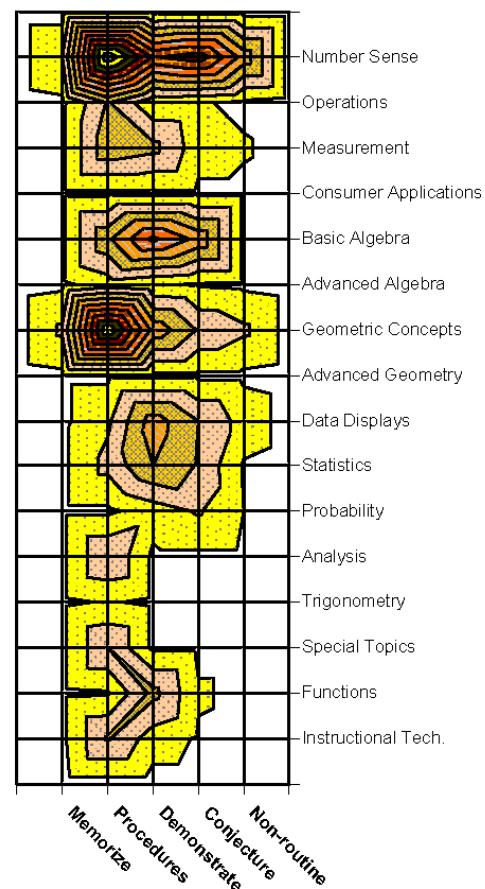 Number Sense
Operations
Measurement
Consumer Applications
Basic Algebra
Advanced Algebra
Geometric Concepts
Advanced Geometry
Data Displays
Statistics
Probability
Analysis
Trigonometry
Special Topics
Functions
Instructional Tech.
Memorize
Procedures
Demonstrate
Conjecture
Non-routine